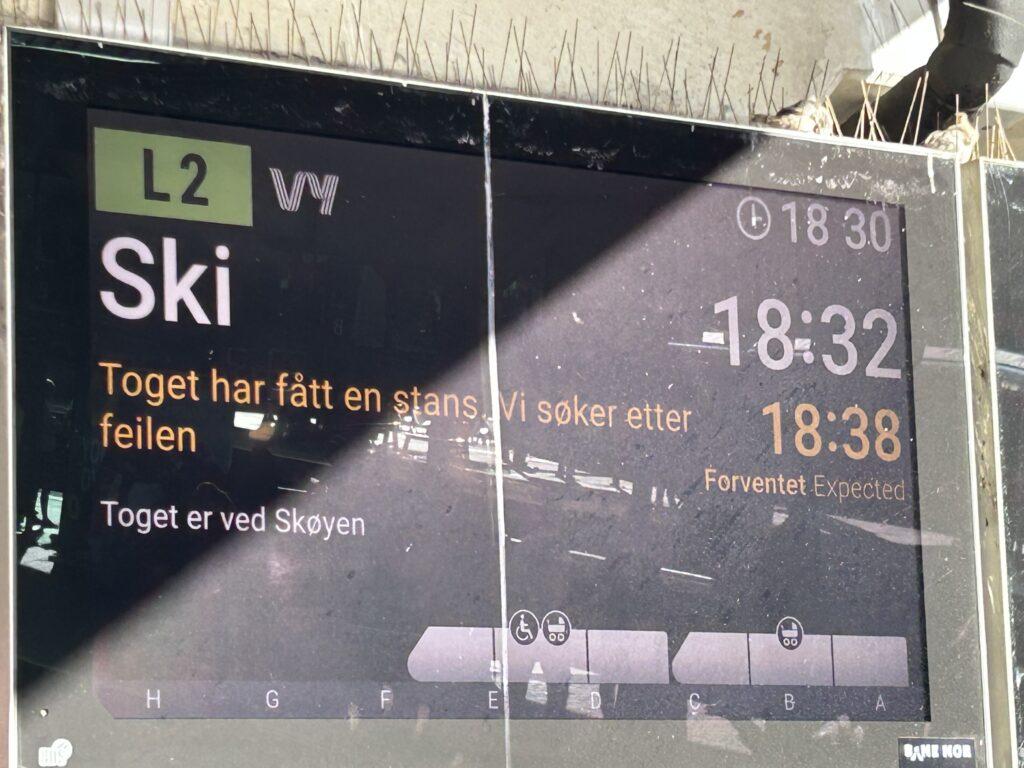 L2 VY
18 30
Ski
18:32
Toget har fått en stans. Vi søker etter
feilen
18:38
Forventet Expected
Toget er ved Skøyen
H G F E D C B A
BANE NOR